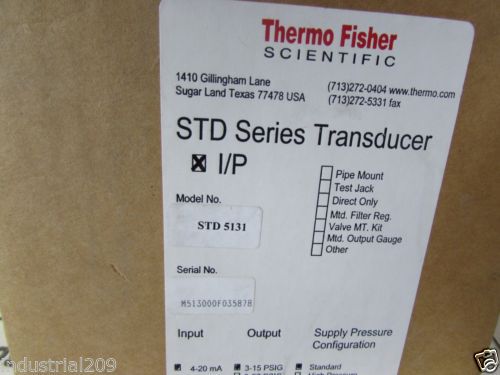 Thermo Fisher
SCIENTIFIC
1410 Gillingham Lane
Sugar Land Texas 77478 USA
(713)272-0404 www.thermo.com
(713)272-5331 fax
STD Series Transducer
I/P
Pipe Mount
Test Jack
Direct Only
Mtd. Filter Reg.
Valve MT. Kit
Mtd. Output Gauge
Other
Model No.
STD 5131
Serial No.
M513000F035878
Input
Output
Supply Pressure
Configuration
4-20 mA
3-15 PSIG
Standard
industrial209